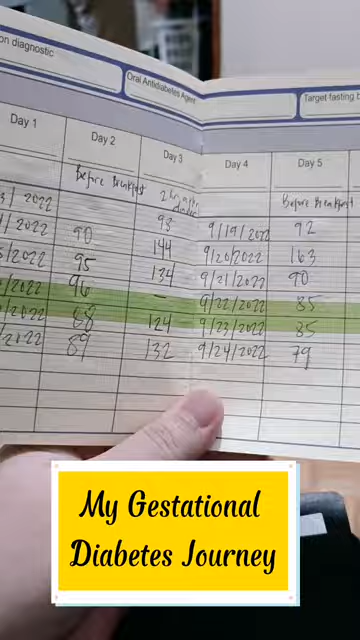 on diagnostic
Oral Antidiabetes Agent
Target fasting b
Day 1
Day 2
Day 3
Day 4
Day 5
Before Breakfast
2 hrs after
Before Breakfast
/ 2022
93
9/19/2022
92
/ 2022
90
144
9/20/2022
163
/2022
95
134
9/21/2022
90
/2022
96
—
9/22/2022
85
/2022
88
124
9/23/2022
85
/2022
89
132
9/24/2022
79
My Gestational
Diabetes Journey